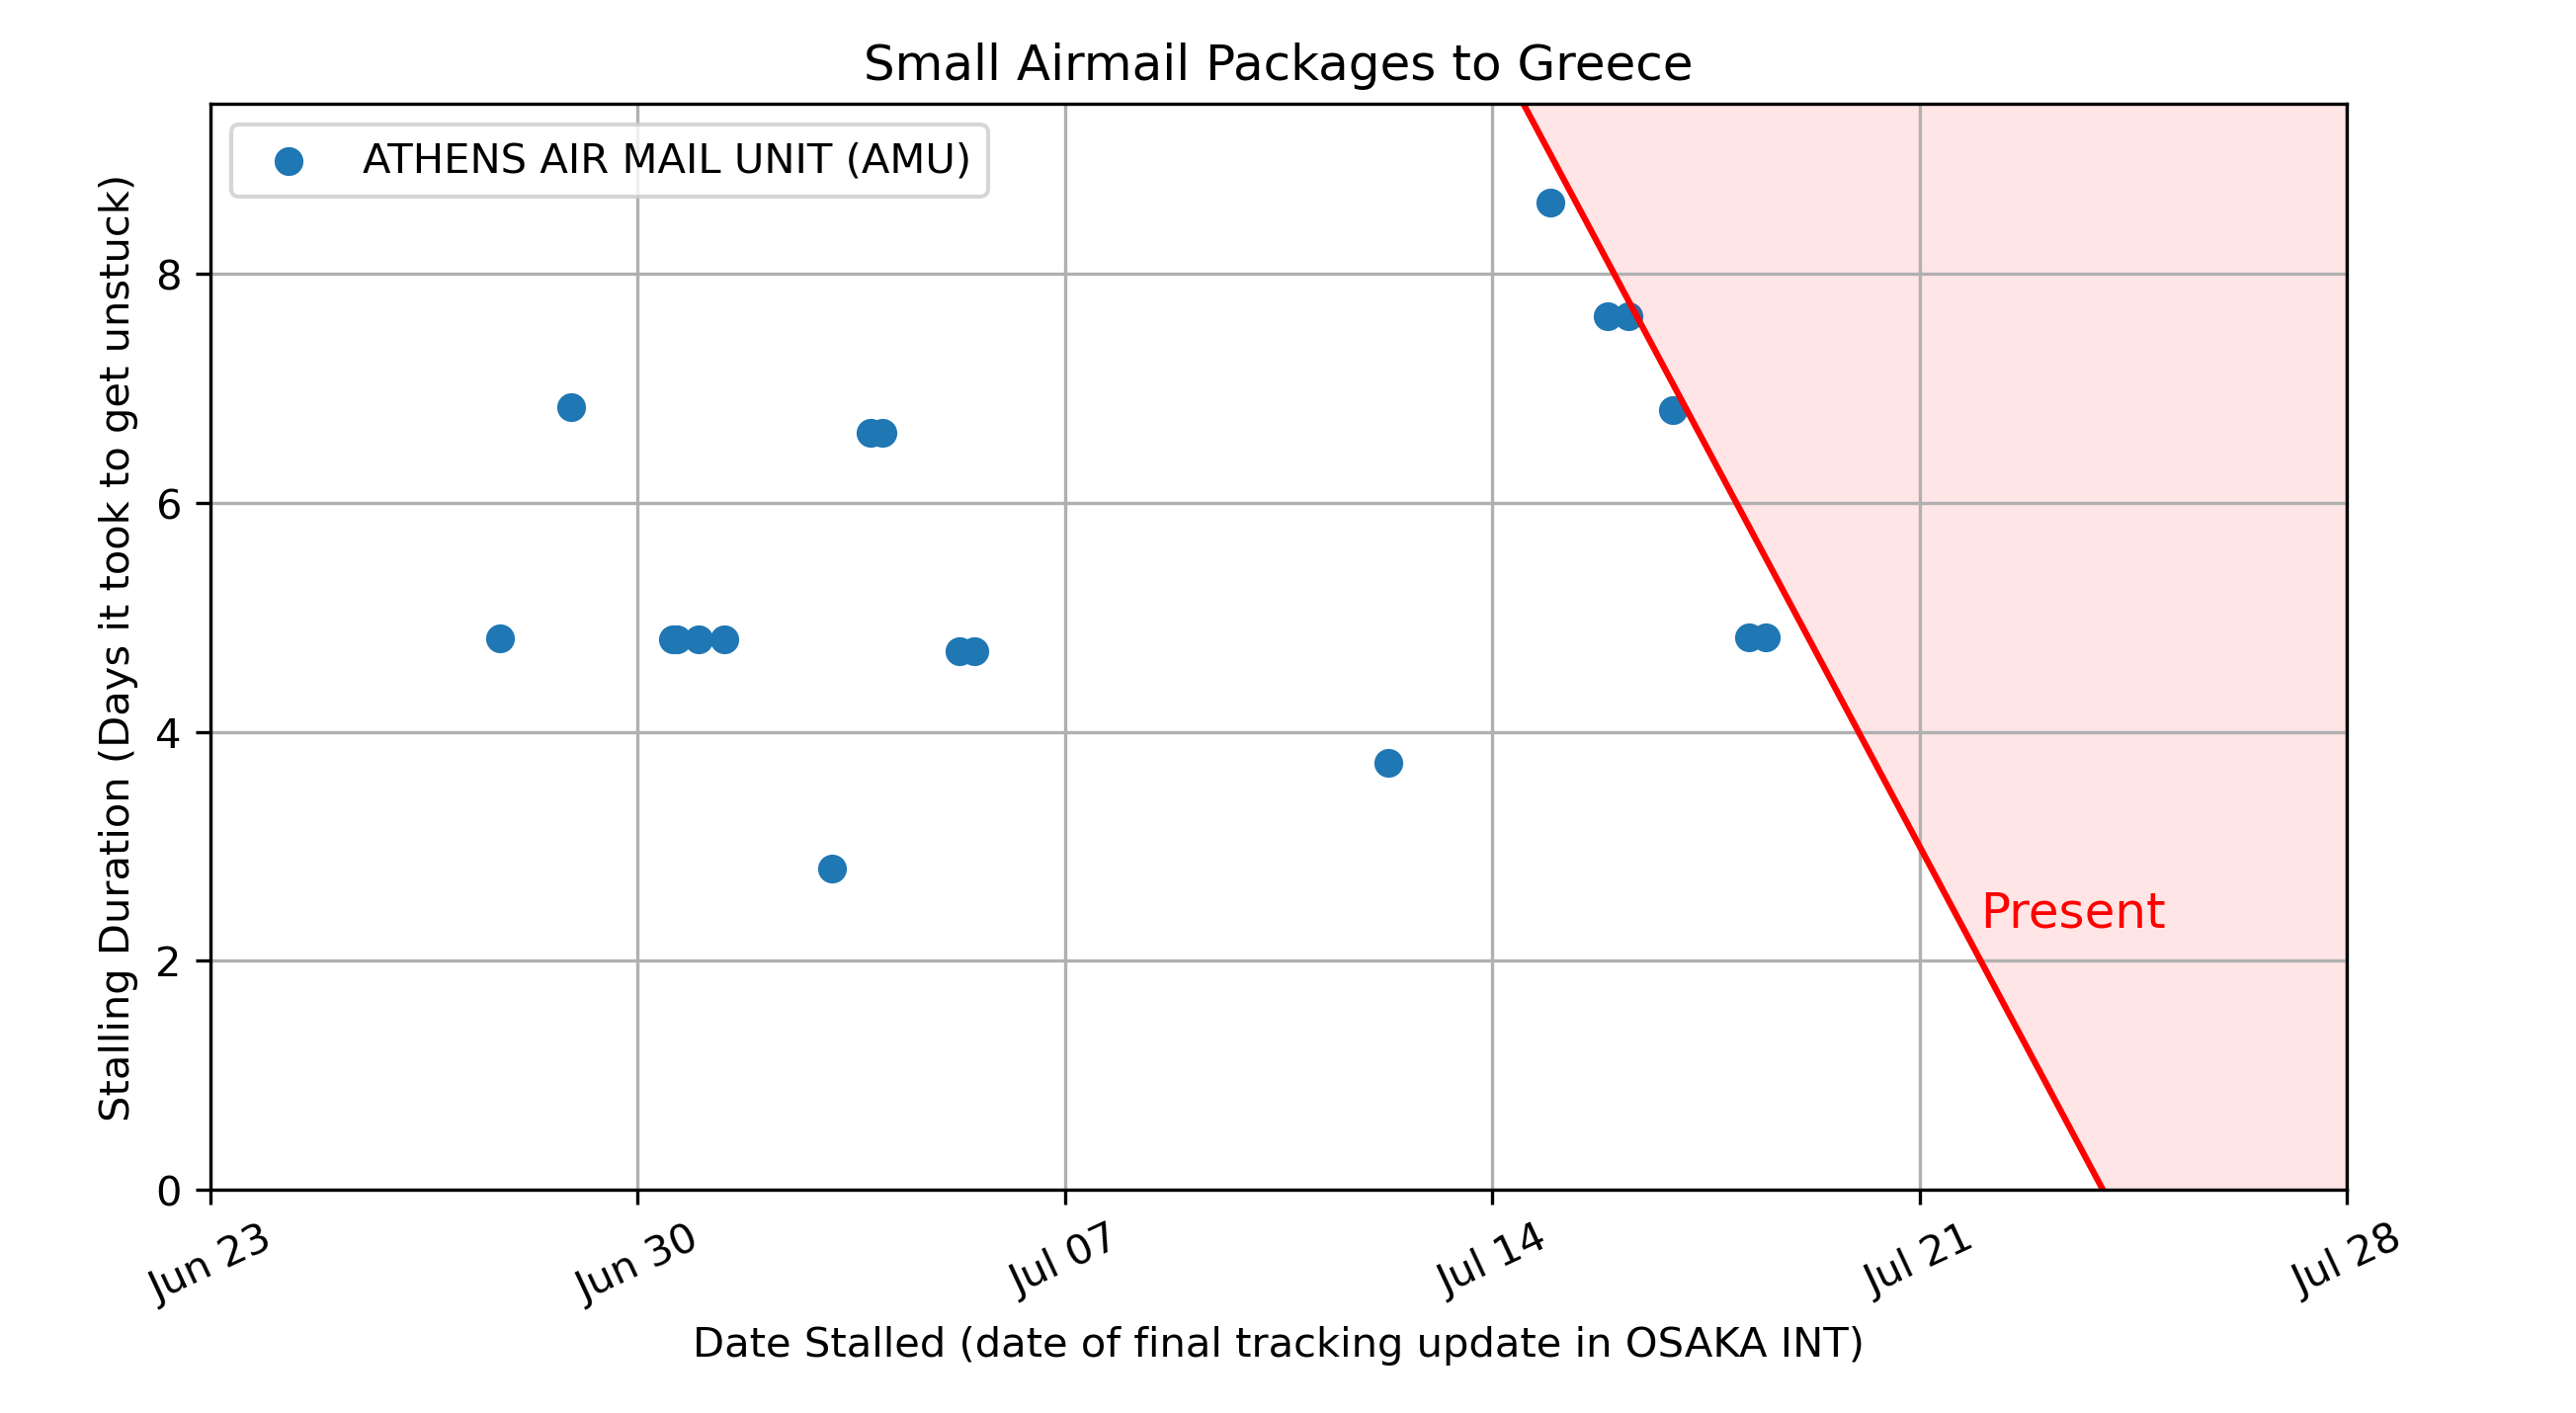 Small Airmail Packages to Greece
ATHENS AIR MAIL UNIT (AMU)
Stalling Duration (Days it took to get unstuck)
8
6
4
2
0
Present
Jun 23
Jun 30
Jul 07
Jul 14
Jul 21
Jul 28
Date Stalled (date of final tracking update in OSAKA INT)